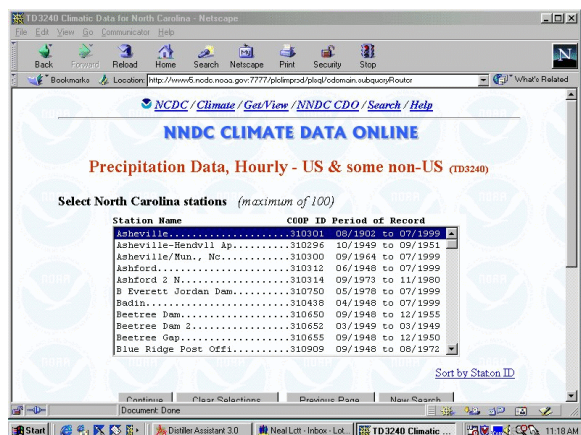 TD3240 Climatic Data for North Carolina - Netscape
File Edit View Go Communicator Help
Back Forward Reload Home Search Netscape Print Security Stop
N
Bookmarks Location: http://www5.ncdc.noaa.gov:7777/plclimprod/plsql/cdomain.subqueryRouter What's Related
NCDC / Climate / Get/View / NNDC CDO / Search / Help
NNDC CLIMATE DATA ONLINE
Precipitation Data, Hourly - US & some non-US (TD3240)
Select North Carolina stations (maximum of 100)
Station Name COOP ID Period of Record
Asheville..................310301 08/1902 to 07/1999
Asheville-Hendvll Ap.......310296 10/1949 to 09/1951
Asheville/Mun., Nc.........310300 09/1964 to 07/1999
Ashford....................310312 06/1948 to 07/1999
Ashford 2 N................310314 09/1973 to 11/1980
B Everett Jordan Dam.......310750 05/1978 to 07/1999
Badin......................310438 04/1948 to 07/1999
Beetree Dam................310650 09/1948 to 12/1955
Beetree Dam 2..............310652 03/1949 to 03/1949
Beetree Gap................310655 09/1948 to 12/1950
Blue Ridge Post Offi.......310909 09/1948 to 08/1972
Sort by Station ID
Continue Clear Selections Previous Page New Search
Document: Done
Start Distiller Assistant 3.0 Neal Lott - Inbox - Lot... TD3240 Climatic ... 11:18 AM